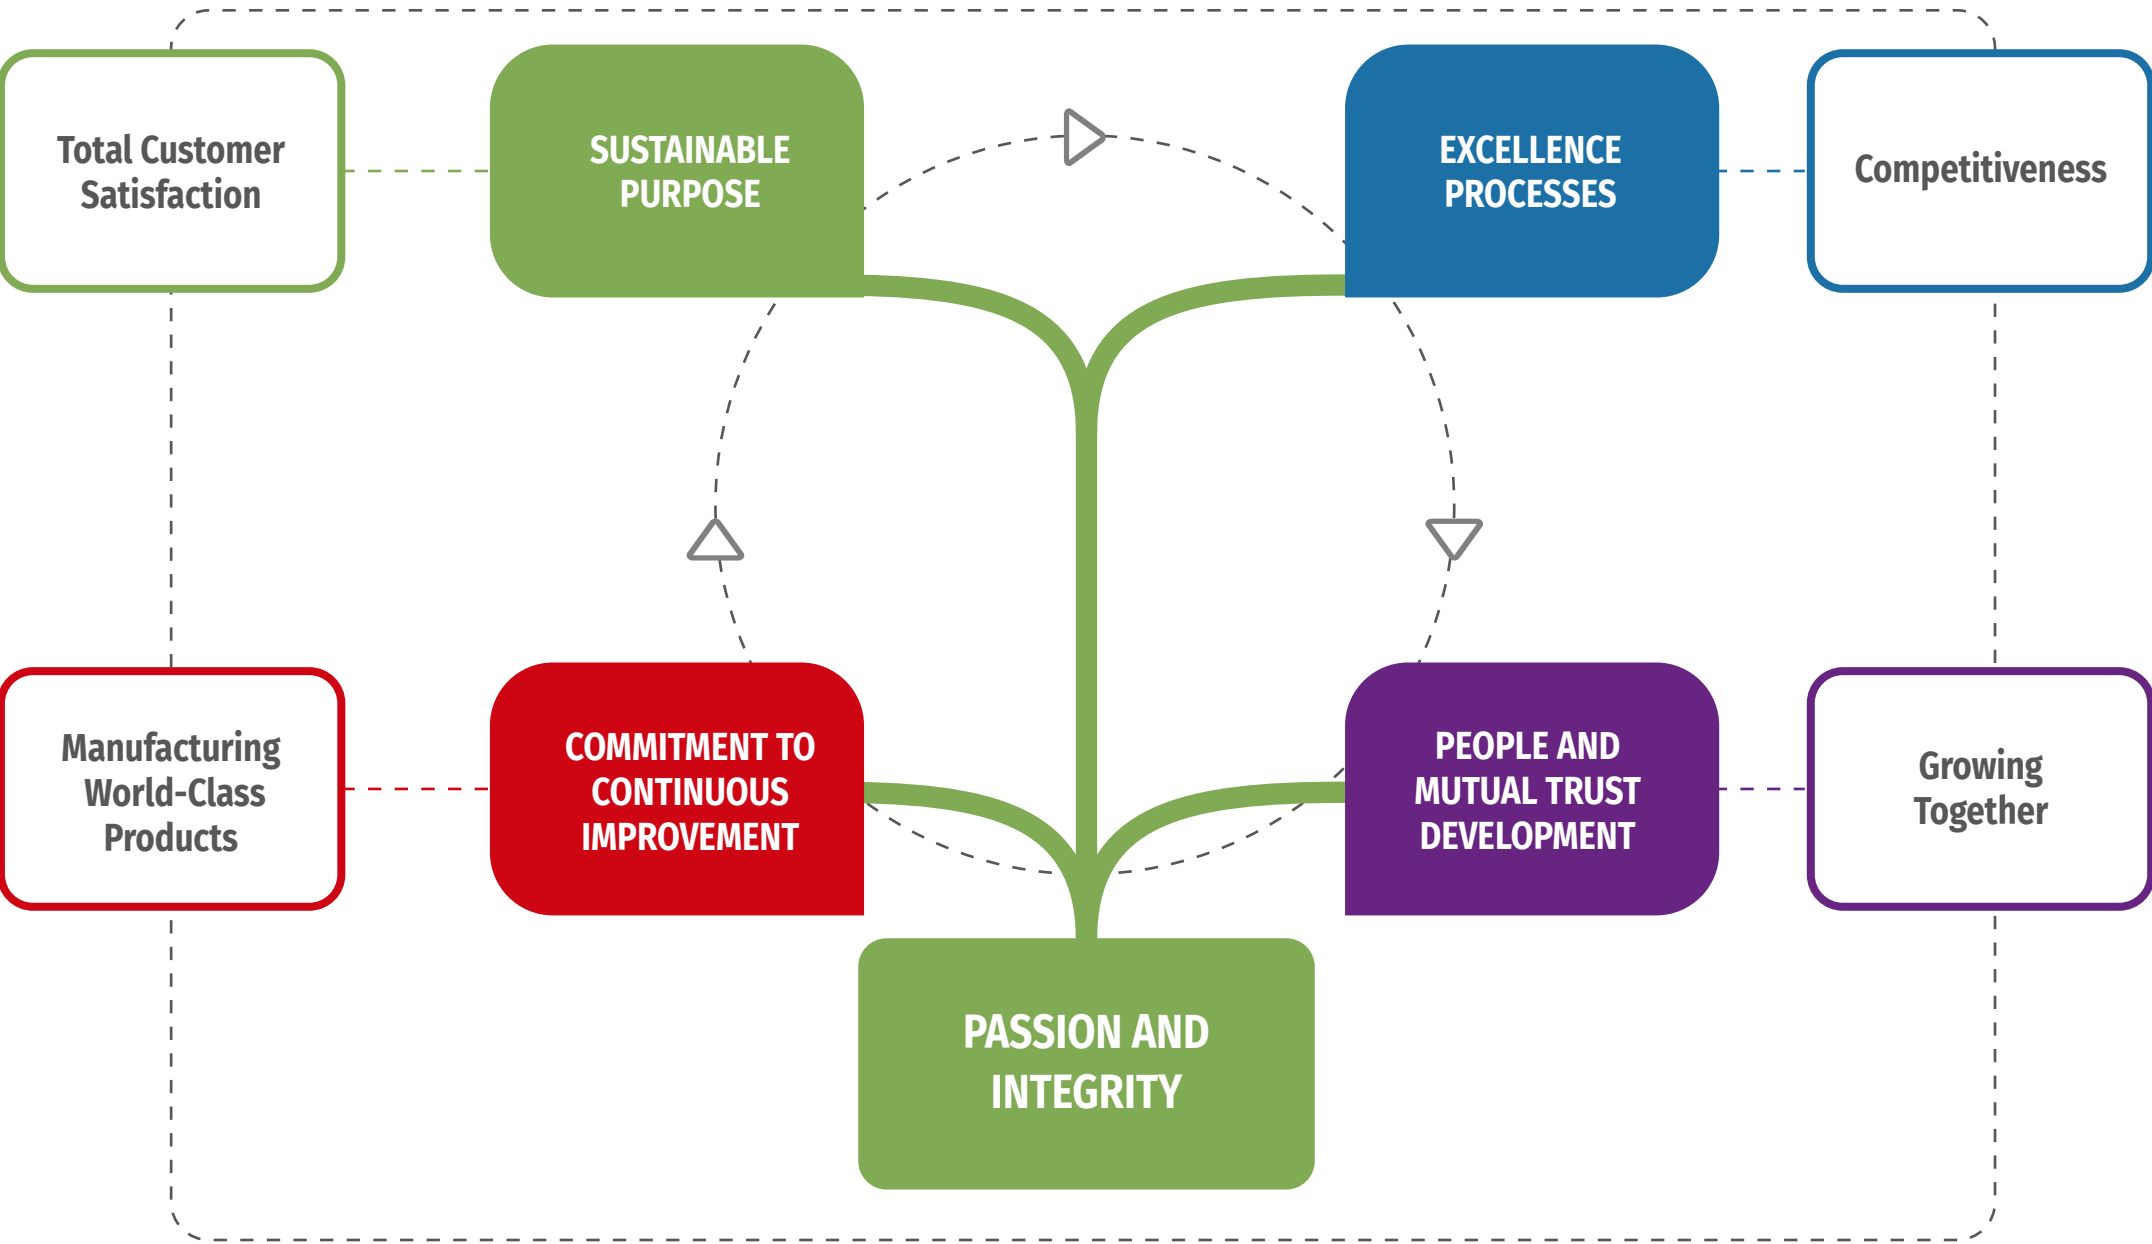 Total Customer
Satisfaction
SUSTAINABLE
PURPOSE
EXCELLENCE
PROCESSES
Competitiveness
Manufacturing
World-Class
Products
COMMITMENT TO
CONTINUOUS
IMPROVEMENT
PEOPLE AND
MUTUAL TRUST
DEVELOPMENT
Growing
Together
PASSION AND
INTEGRITY